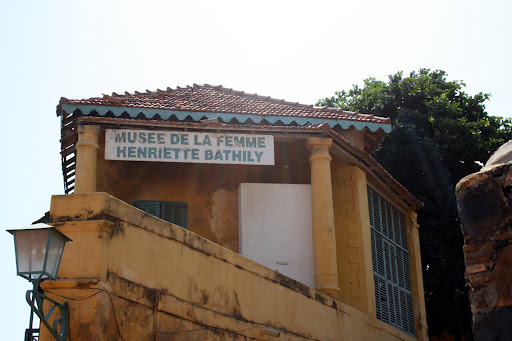 MUSEE DE LA FEMME
HENRIETTE BATHILY